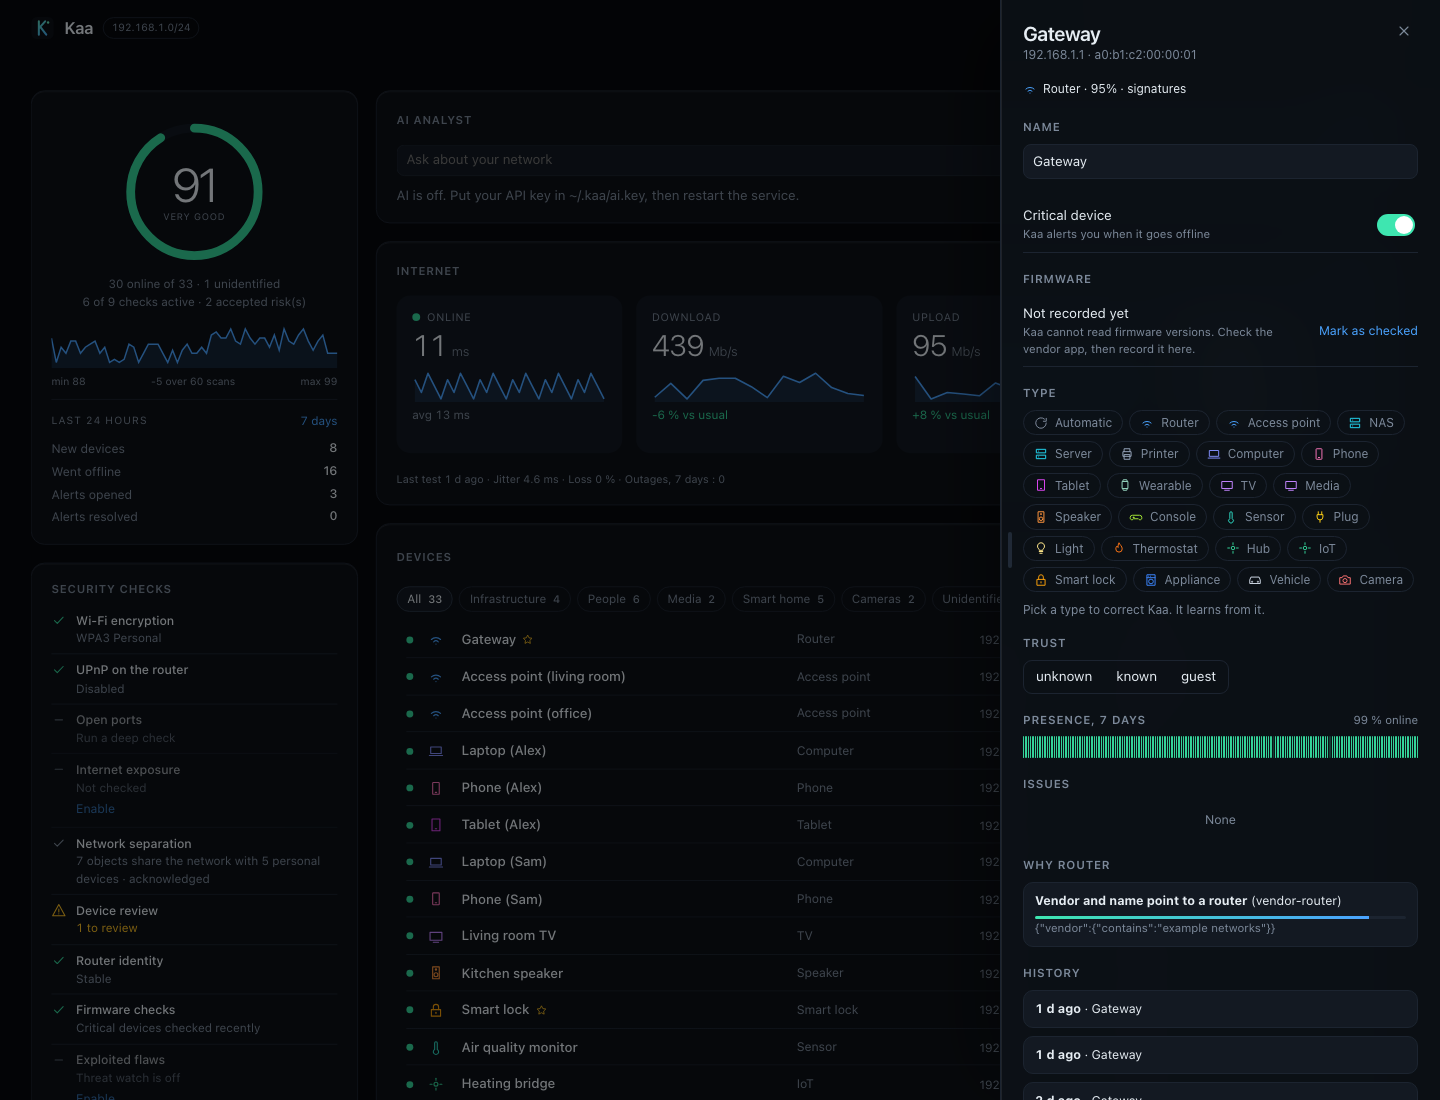 Kaa
192.168.1.0/24
91
VERY GOOD
30 online of 33 · 1 unidentified
6 of 9 checks active · 2 accepted risk(s)
min 88
-5 over 60 scans
max 99
LAST 24 HOURS
7 days
New devices 8
Went offline 16
Alerts opened 3
Alerts resolved 0
SECURITY CHECKS
Wi-Fi encryption
WPA3 Personal
UPnP on the router
Disabled
Open ports
Run a deep check
Internet exposure
Not checked
Enable
Network separation
7 objects share the network with 5 personal
devices · acknowledged
Device review
1 to review
Router identity
Stable
Firmware checks
Critical devices checked recently
Exploited flaws
Threat watch is off
Enable
AI ANALYST
Ask about your network
AI is off. Put your API key in ~/.kaa/ai.key, then restart the service.
INTERNET
ONLINE
11 ms
avg 13 ms
DOWNLOAD
439 Mb/s
-6 % vs usual
UPLOAD
95 Mb/s
+8 % vs usual
Last test 1 d ago · Jitter 4.6 ms · Loss 0 % · Outages, 7 days : 0
DEVICES
All 33
Infrastructure 4
People 6
Media 2
Smart home 5
Cameras 2
Unidentifie
Gateway Router 192
Access point (living room) Access point 192
Access point (office) Access point 192
Laptop (Alex) Computer 192
Phone (Alex) Phone 192
Tablet (Alex) Tablet 192
Laptop (Sam) Computer 192
Phone (Sam) Phone 192
Living room TV TV 192
Kitchen speaker Speaker 192
Smart lock Smart lock 192
Air quality monitor Sensor 192
Heating bridge IoT 192
Gateway
192.168.1.1 · a0:b1:c2:00:00:01
Router · 95% · signatures
NAME
Gateway
Critical device
Kaa alerts you when it goes offline
FIRMWARE
Not recorded yet
Kaa cannot read firmware versions. Check the
vendor app, then record it here.
Mark as checked
TYPE
Automatic Router Access point NAS
Server Printer Computer Phone
Tablet Wearable TV Media
Speaker Console Sensor Plug
Light Thermostat Hub IoT
Smart lock Appliance Vehicle Camera
Pick a type to correct Kaa. It learns from it.
TRUST
unknown known guest
PRESENCE, 7 DAYS
99 % online
ISSUES
None
WHY ROUTER
Vendor and name point to a router (vendor-router)
{"vendor":{"contains":"example networks"}}
HISTORY
1 d ago · Gateway
1 d ago · Gateway